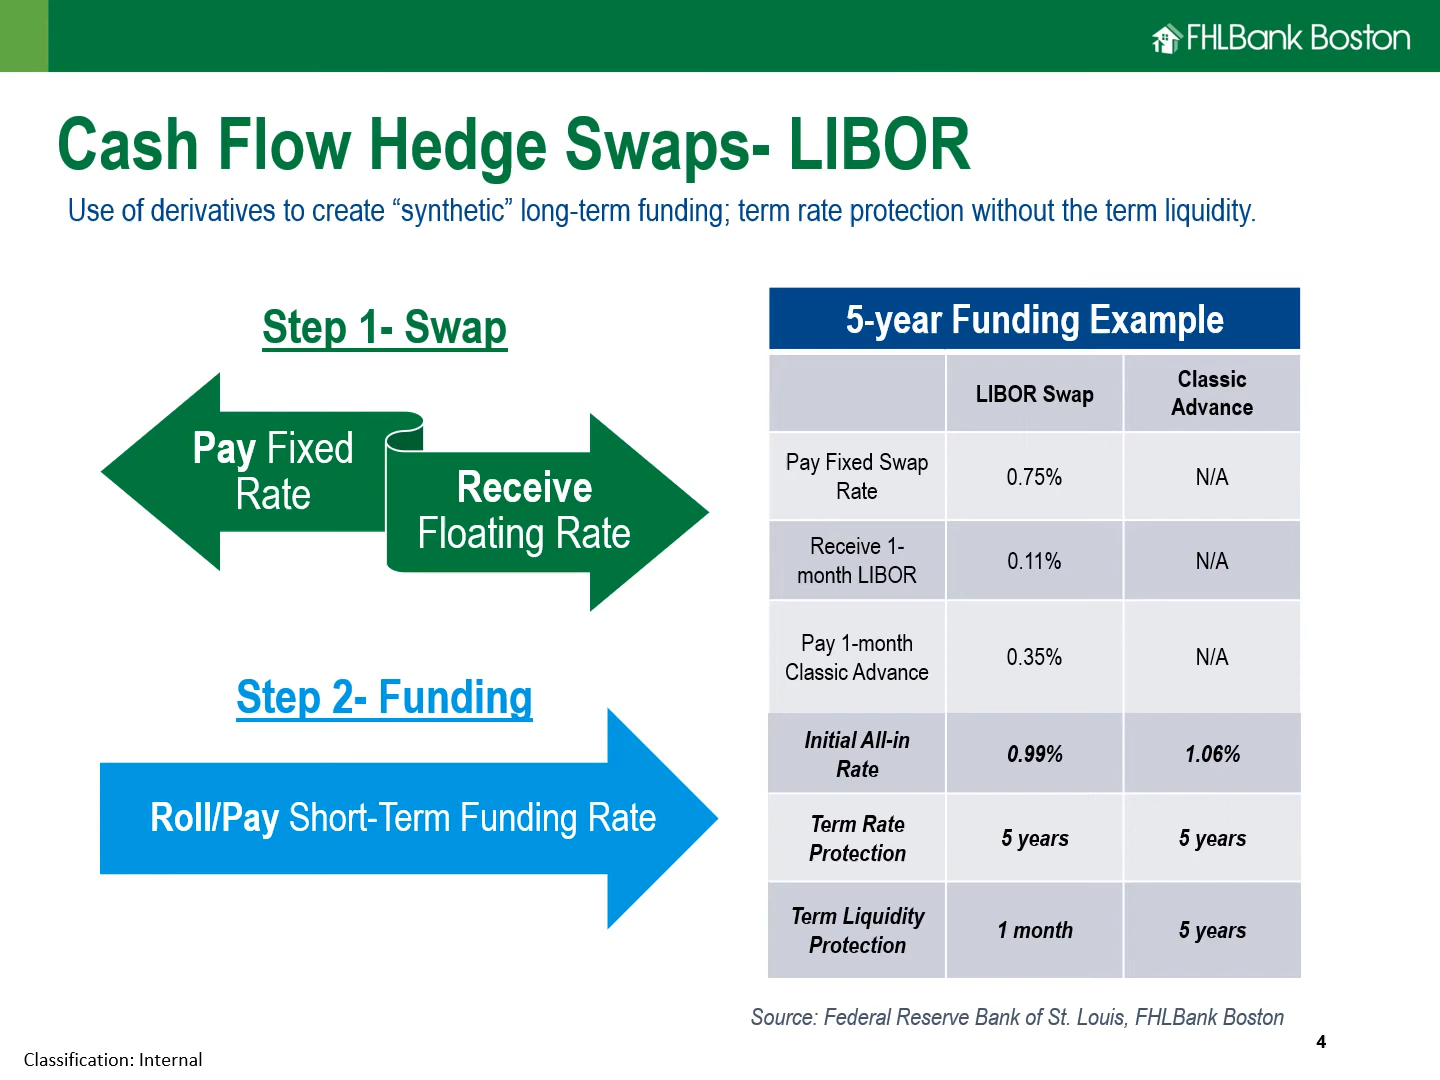 FHLBank Boston
Cash Flow Hedge Swaps- LIBOR
Use of derivatives to create “synthetic” long-term funding; term rate protection without the term liquidity.
Step 1- Swap
Pay Fixed
Rate
Receive
Floating Rate
Step 2- Funding
Roll/Pay Short-Term Funding Rate
5-year Funding Example
LIBOR Swap
Classic
Advance
Pay Fixed Swap
Rate
0.75%
N/A
Receive 1-
month LIBOR
0.11%
N/A
Pay 1-month
Classic Advance
0.35%
N/A
Initial All-in
Rate
0.99%
1.06%
Term Rate
Protection
5 years
5 years
Term Liquidity
Protection
1 month
5 years
Source: Federal Reserve Bank of St. Louis, FHLBank Boston
4
Classification: Internal